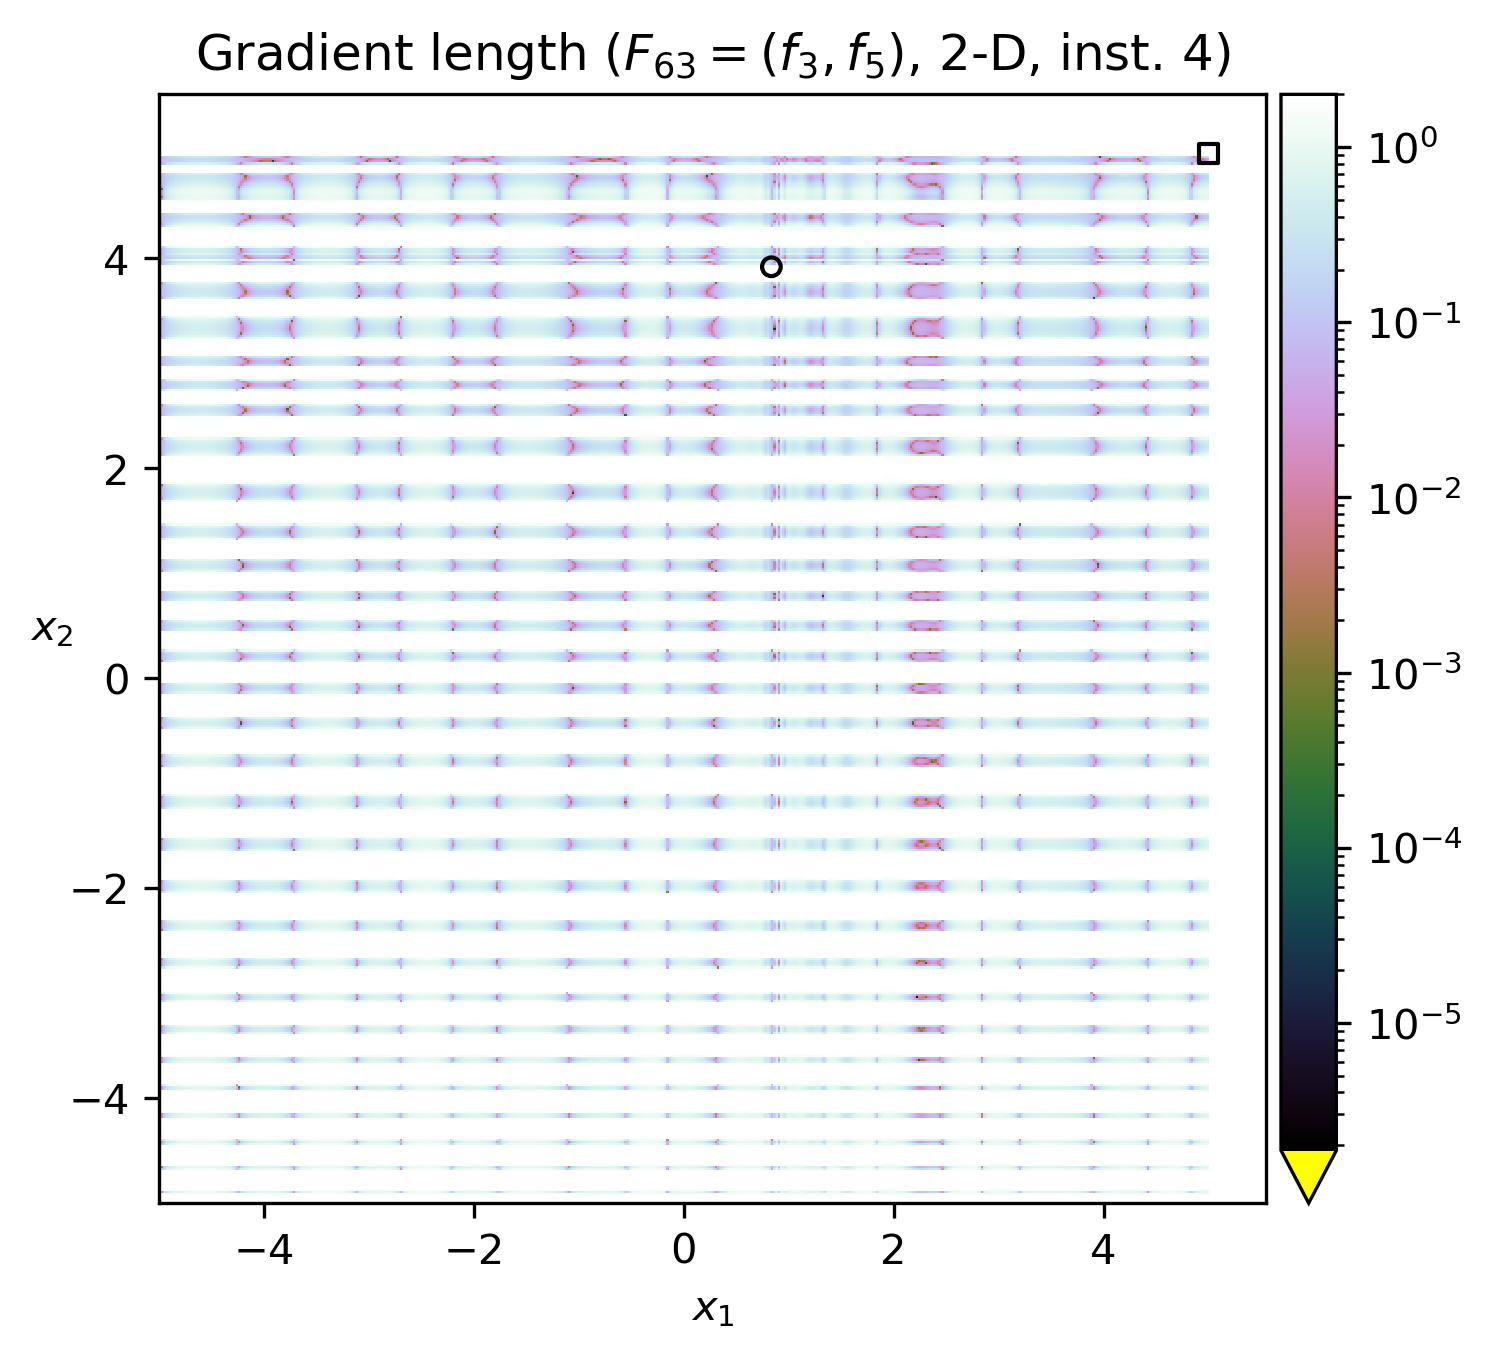 Gradient length (F₆₃ = (f₃, f₅), 2-D, inst. 4)
10⁰
10⁻¹
10⁻²
10⁻³
10⁻⁴
10⁻⁵
4
2
0
−2
−4
x₂
−4 −2 0 2 4
x₁